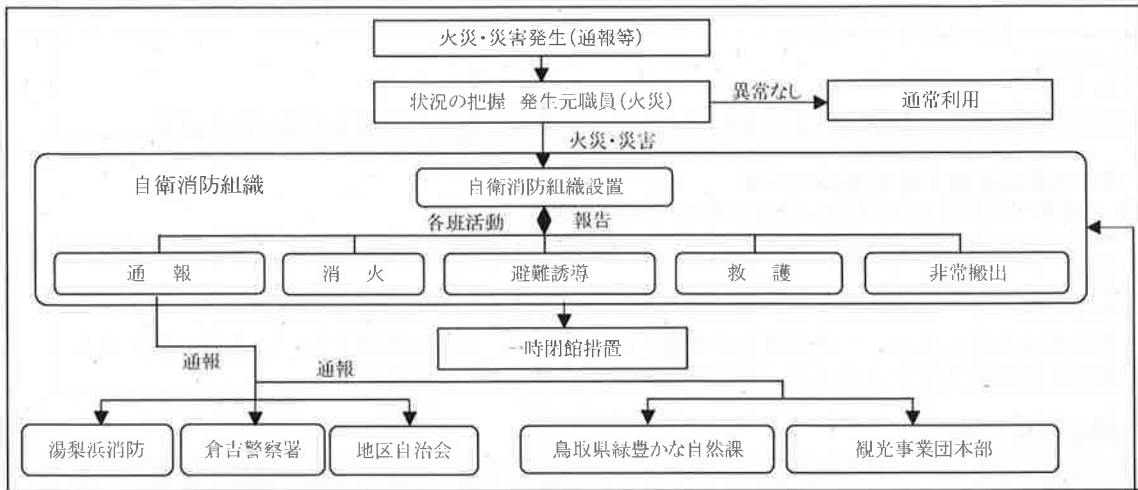 火災・災害発生(通報等)
状況の把握 発生元職員(火災)
異常なし
通常利用
火災・災害
自衛消防組織
自衛消防組織設置
各班活動
報告
通 報
消 火
避難誘導
救 護
非常搬出
一時閉館措置
通報
通報
湯梨浜消防
倉吉警察署
地区自治会
鳥取県緑豊かな自然課
観光事業団本部